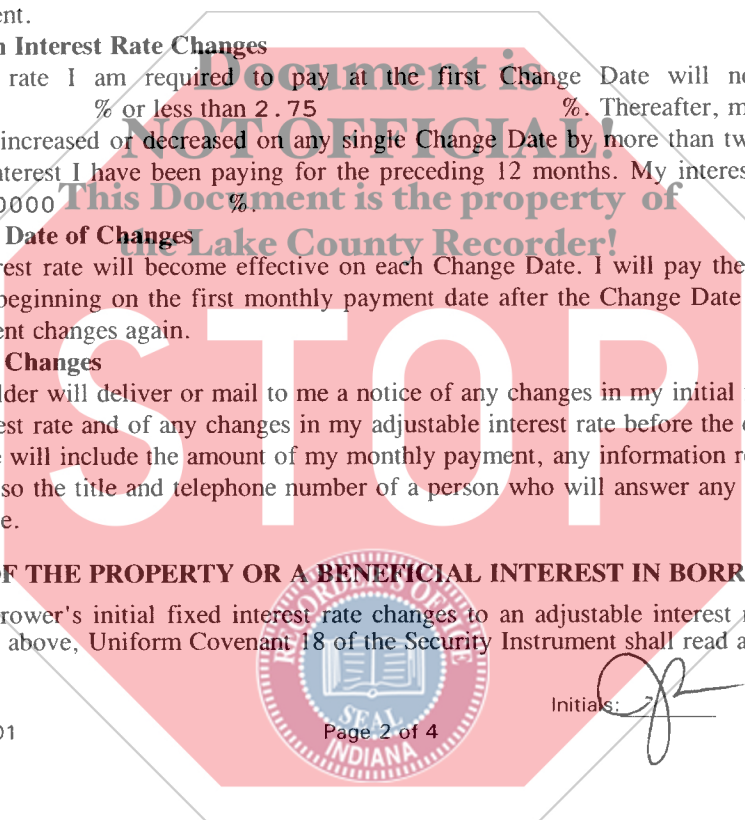 ent.
n Interest Rate Changes
rate I am required to pay at the first Change Date will
% or less than 2.75 %. Thereafter,
increased or decreased on any single Change Date by more than
nterest I have been paying for the preceding 12 months. My
0000 %.
Date of Changes
rest rate will become effective on each Change Date. I will pay the
beginning on the first monthly payment date after the Change Date
ent changes again.
Changes
lder will deliver or mail to me a notice of any changes in my initial
est rate and of any changes in my adjustable interest rate before the
e will include the amount of my monthly payment, any information
so the title and telephone number of a person who will answer any
e.
OF THE PROPERTY OR A BENEFICIAL INTEREST IN
rower's initial fixed interest rate changes to an adjustable interest
above, Uniform Covenant 18 of the Security Instrument shall read
Initials:
01 Page 2 of 4
Document is
NOT OFFICIAL!
This Document is the property of
the Lake County Recorder!
STOP
RECORDER'S OFFICE
SEAL
INDIANA